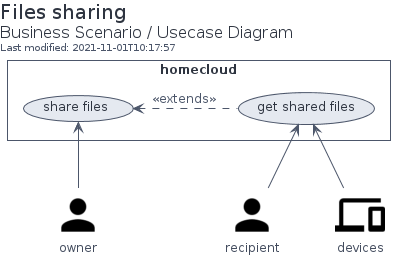 Files sharing
Business Scenario / Usecase Diagram
Last modified: 2021-11-01T10:17:57
homecloud
share files
«extends»
get shared files
owner
recipient
devices